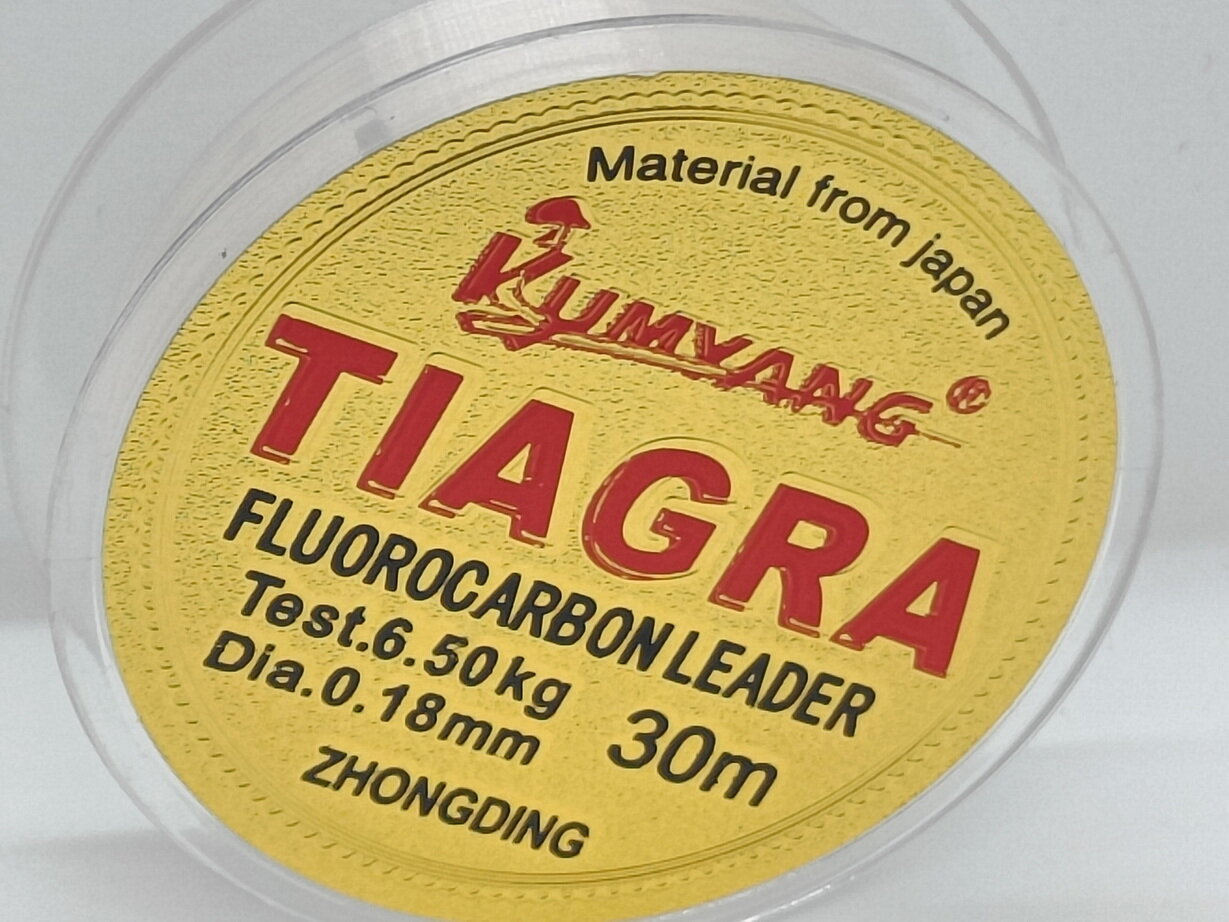 Material from japan
KUMYANG®
TIAGRA
FLUOROCARBON LEADER
Test.6.50kg
Dia.0.18mm
30m
ZHONGDING